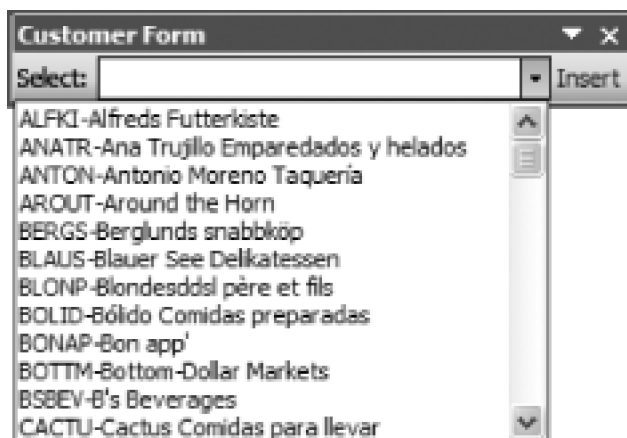 Customer Form
Select: Insert
ALFKI-Alfreds Futterkiste
ANATR-Ana Trujillo Emparedados y helados
ANTON-Antonio Moreno Taquería
AROUT-Around the Horn
BERGS-Berglunds snabbköp
BLAUS-Blauer See Delikatessen
BLONP-Blondesddsl père et fils
BOLID-Bólido Comidas preparadas
BONAP-Bon app'
BOTTM-Bottom-Dollar Markets
BSBEV-B's Beverages
CACTU-Cactus Comidas para llevar